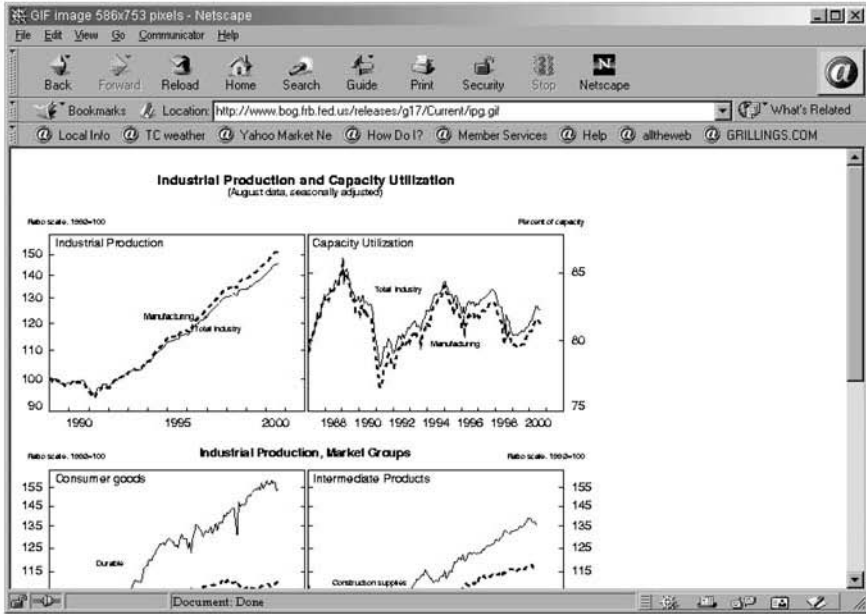 GIF image 586x753 pixels - Netscape
File Edit View Go Communicator Help
Back Forward Reload Home Search Guide Print Security Stop Netscape
Bookmarks Location: http://www.bog.frb.fed.us/releases/g17/Current/ipg.gif What's Related
Local Info TC weather Yahoo Market Ne How Do I? Member Services Help alltheweb GRILLINGS.COM
Industrial Production and Capacity Utilization
(August data, seasonally adjusted)
Ratio scale, 1992=100 Percent of capacity
Industrial Production
150
140
130
120
110
100
90
Manufacturing
Total Industry
1990 1995 2000
Capacity Utilization
Total Industry
Manufacturing
85
80
75
1988 1990 1992 1994 1996 1998 2000
Ratio scale, 1992=100 Industrial Production, Market Groups Ratio scale, 1992=100
Consumer goods
155
145
135
125
115
Durable
Intermediate Products
Construction supplies
155
145
135
125
115
Document: Done